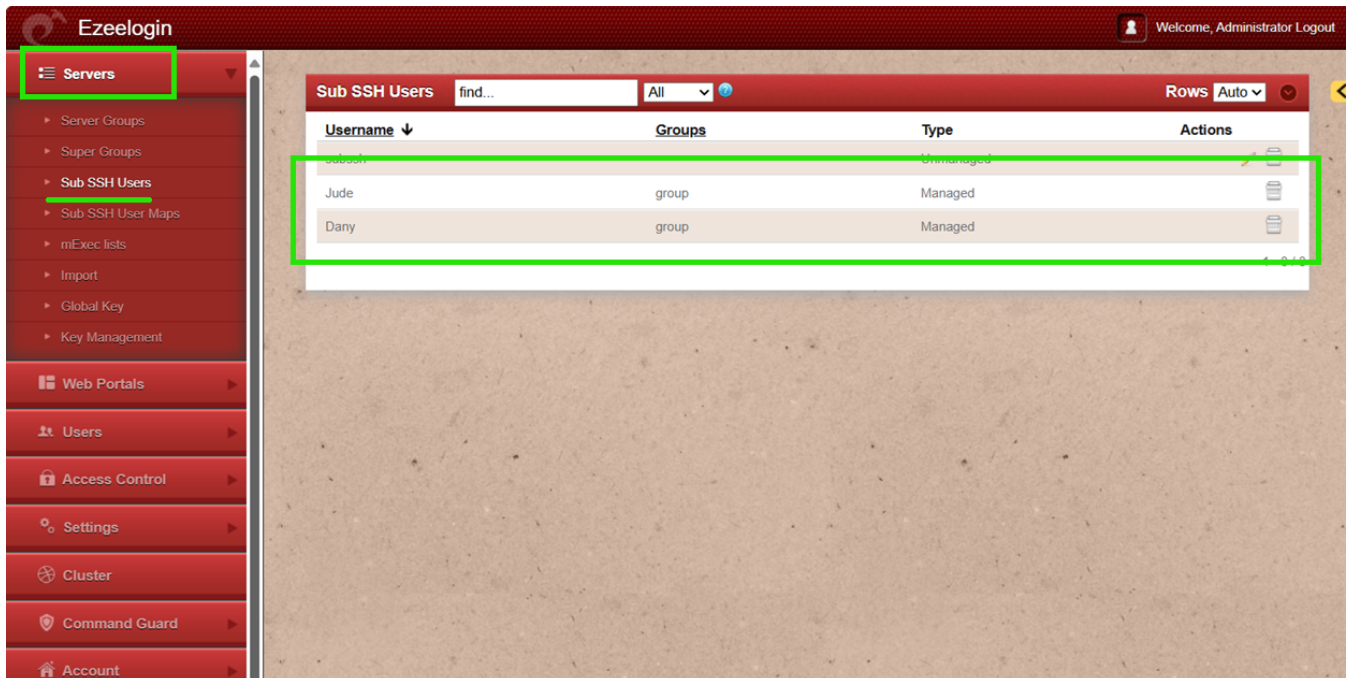 Ezeelogin
Welcome, Administrator Logout
Servers
Server Groups
Super Groups
Sub SSH Users
Sub SSH User Maps
mExec lists
Import
Global Key
Key Management
Web Portals
Users
Access Control
Settings
Cluster
Command Guard
Account
Sub SSH Users find... All Rows Auto
Username Groups Type Actions
subssh Unmanaged
Jude group Managed
Dany group Managed